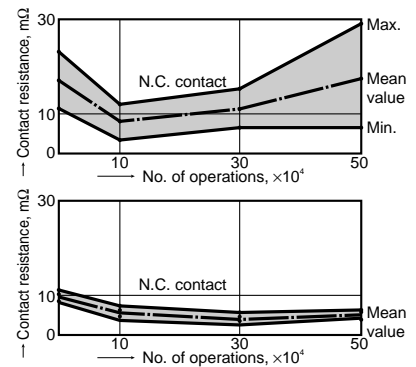 30
→ Contact resistance, mΩ
Max.
N.C. contact
Mean
value
10
Min.
0
10
30
50
→ No. of operations, ×10⁴
30
→ Contact resistance, mΩ
N.C. contact
10
Mean
value
0
10
30
50
→ No. of operations, ×10⁴